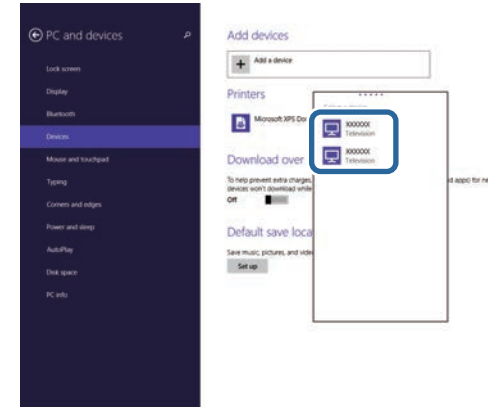 PC and devices
Lock screen
Display
Bluetooth
Devices
Mouse and touchpad
Typing
Corners and edges
Power and sleep
AutoPlay
Disk space
PC info
Add devices
Add a device
Printers
Microsoft XPS Do
XXXXXX
Television
XXXXXX
Television
Download over
To help prevent extra charges,
d apps) for ne
devices won't download while
Off
Default save loca
Save music, pictures, and vide
Set up